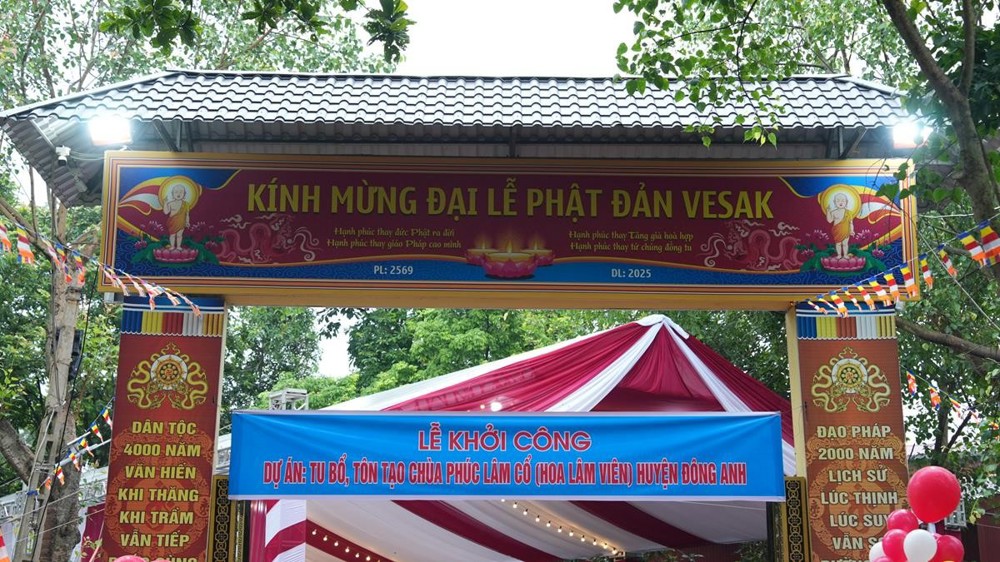 KÍNH MỪNG ĐẠI LỄ PHẬT ĐẢN VESAK
Hạnh phúc thay đức Phật ra đời
Hạnh phúc thay giáo Pháp cao minh
Hạnh phúc thay Tăng già hoà hợp
Hạnh phúc thay tứ chúng đồng tu
PL: 2569
DL: 2025
LỄ KHỞI CÔNG
DỰ ÁN: TU BỔ, TÔN TẠO CHÙA PHÚC LÂM CỔ (HOA LÂM VIÊN) HUYỆN ĐÔNG ANH
DÂN TỘC
4000 NĂM
VĂN HIẾN
KHI THĂNG
KHI TRẦM
VẪN TIẾP
ĐẠO PHÁP
2000 NĂM
LỊCH SỬ
LÚC THỊNH
LÚC SUY
VẪN